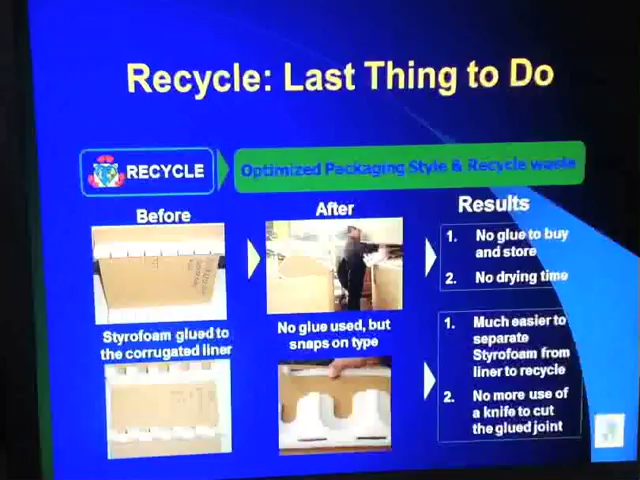 Recycle: Last Thing to Do
RECYCLE
Optimized Packaging Style & Recycle waste
Before
After
Results
1. No glue to buy
and store
2. No drying time
Styrofoam glued to
the corrugated liner
No glue used, but
snaps on type
1. Much easier to
separate
Styrofoam from
liner to recycle
2. No more use of
a knife to cut
the glued joint